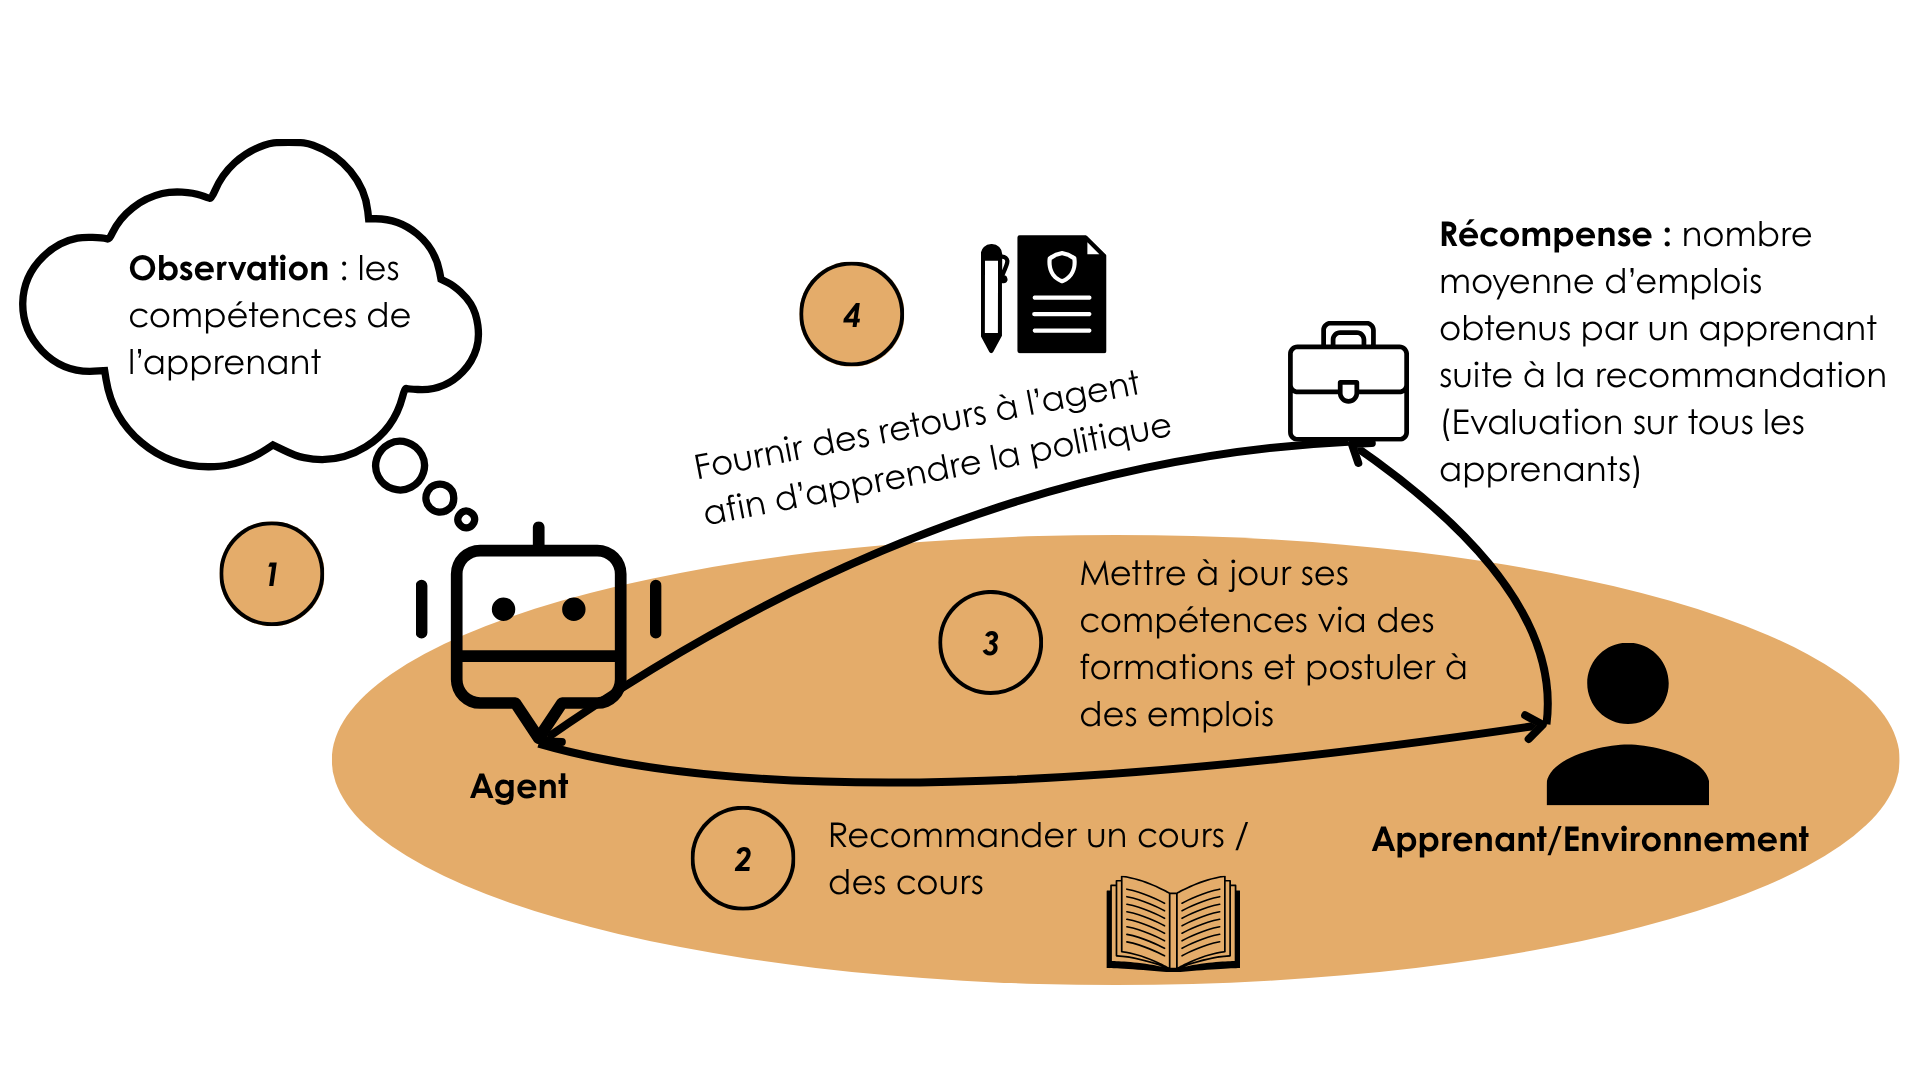 Observation : les
compétences de
l'apprenant
1
Agent
4
Fournir des retours à l'agent
afin d'apprendre la politique
Récompense : nombre
moyenne d'emplois
obtenus par un apprenant
suite à la recommandation
(Evaluation sur tous les
apprenants)
3
Mettre à jour ses
compétences via des
formations et postuler à
des emplois
2
Recommander un cours /
des cours
Apprenant/Environnement